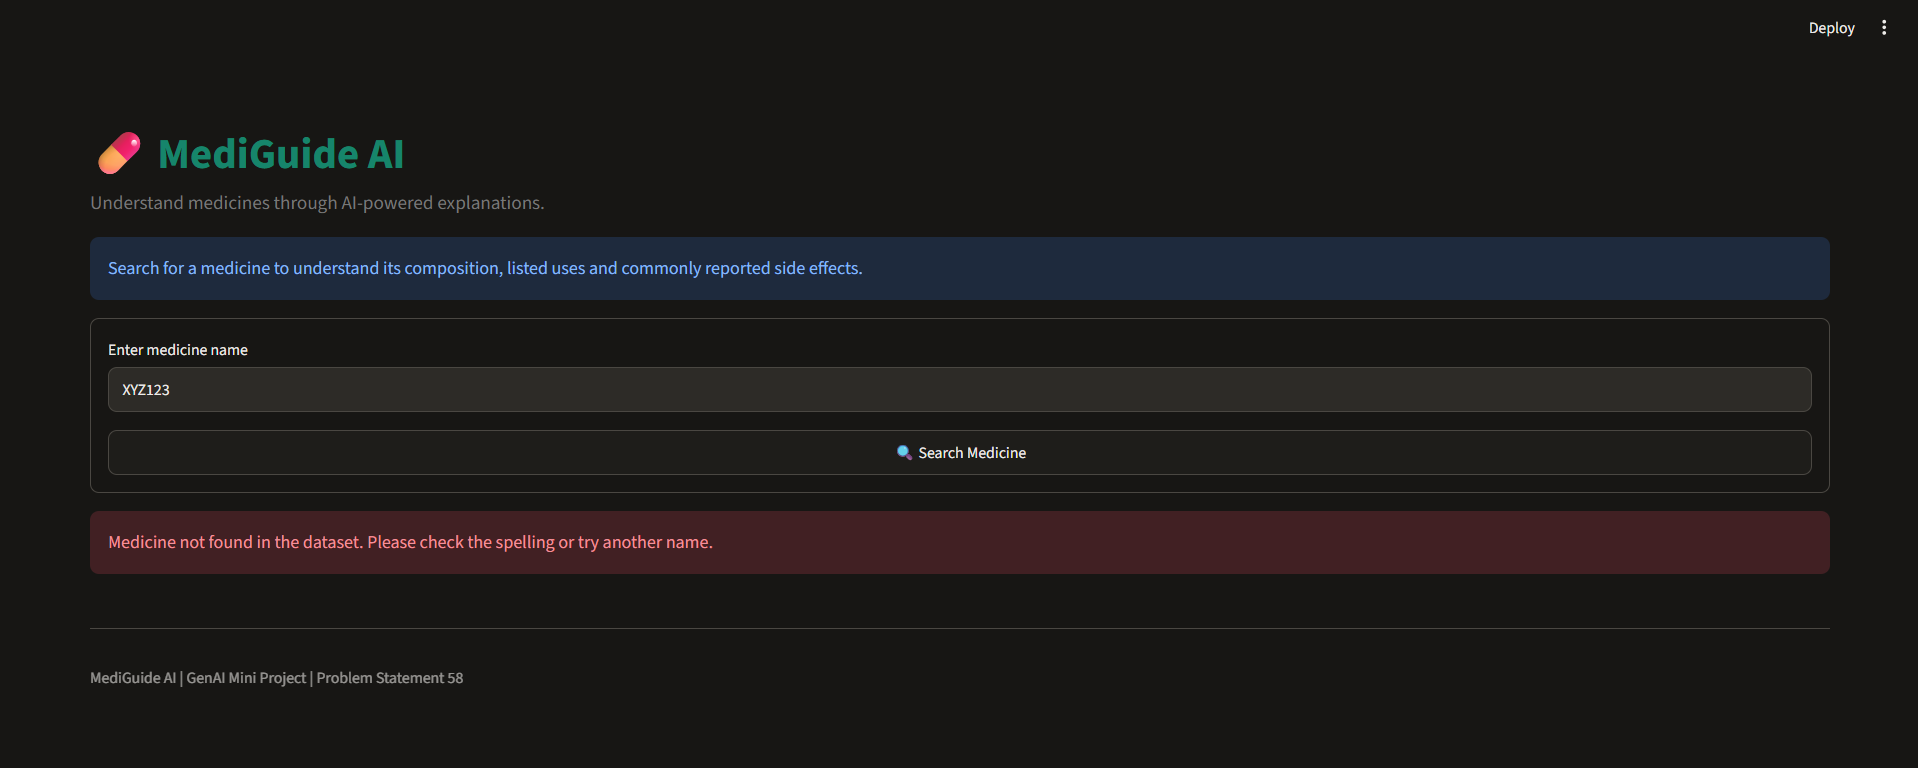 Deploy
MediGuide AI
Understand medicines through AI-powered explanations.
Search for a medicine to understand its composition, listed uses and commonly reported side effects.
Enter medicine name
XYZ123
Search Medicine
Medicine not found in the dataset. Please check the spelling or try another name.
MediGuide AI | GenAI Mini Project | Problem Statement 58